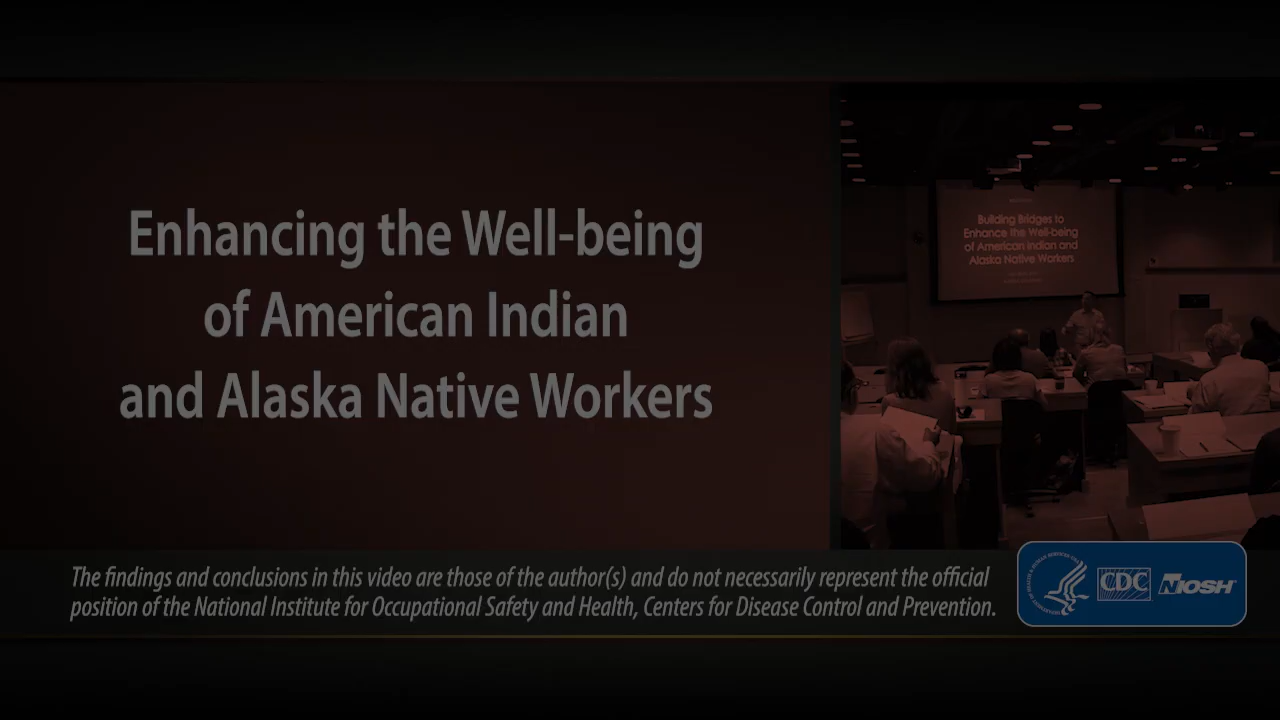 Enhancing the Well-being
of American Indian
and Alaska Native Workers
Building Bridges to
Enhance the Well-being
of American Indian and
Alaska Native Workers
The findings and conclusions in this video are those of the author(s) and do not necessarily represent the official
position of the National Institute for Occupational Safety and Health, Centers for Disease Control and Prevention.
CDC
NIOSH